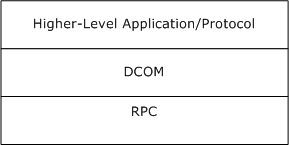 Higher-Level Application/Protocol
DCOM
RPC